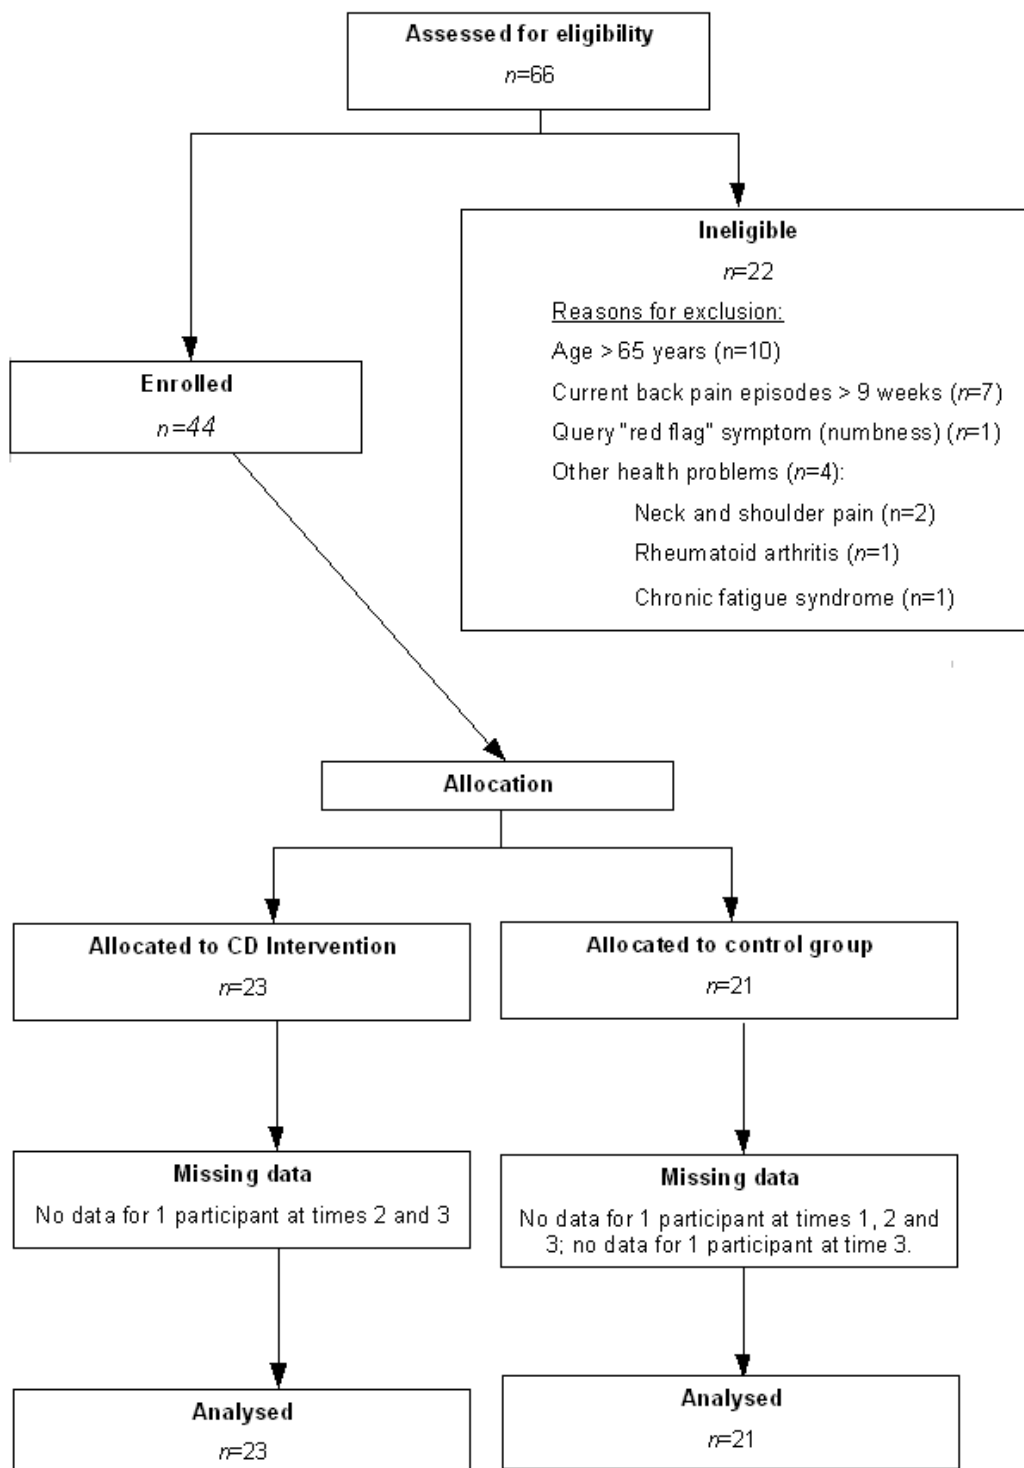 Assessed for eligibility
n=66
Ineligible
n=22
Reasons for exclusion:
Age > 65 years (n=10)
Current back pain episodes > 9 weeks (n=7)
Query "red flag" symptom (numbness) (n=1)
Other health problems (n=4):
Neck and shoulder pain (n=2)
Rheumatoid arthritis (n=1)
Chronic fatigue syndrome (n=1)
Enrolled
n=44
Allocation
Allocated to CD Intervention
n=23
Allocated to control group
n=21
Missing data
No data for 1 participant at times 2 and 3
Missing data
No data for 1 participant at times 1, 2 and
3; no data for 1 participant at time 3.
Analysed
n=23
Analysed
n=21